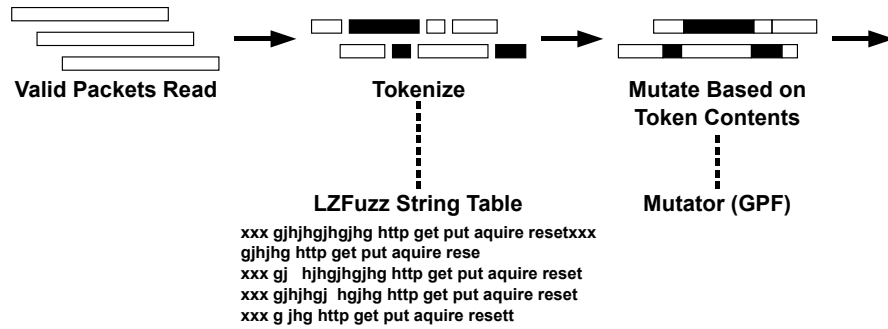 Valid Packets Read
Tokenize
Mutate Based on
Token Contents
LZFuzz String Table
Mutator (GPF)
xxx gjhjhgjhgjhg http get put aquire resetxxx
gjhjhg http get put aquire rese
xxx gj hjhgjhgjhg http get put aquire reset
xxx gjhjhgj hgjhg http get put aquire reset
xxx g jhg http get put aquire resett